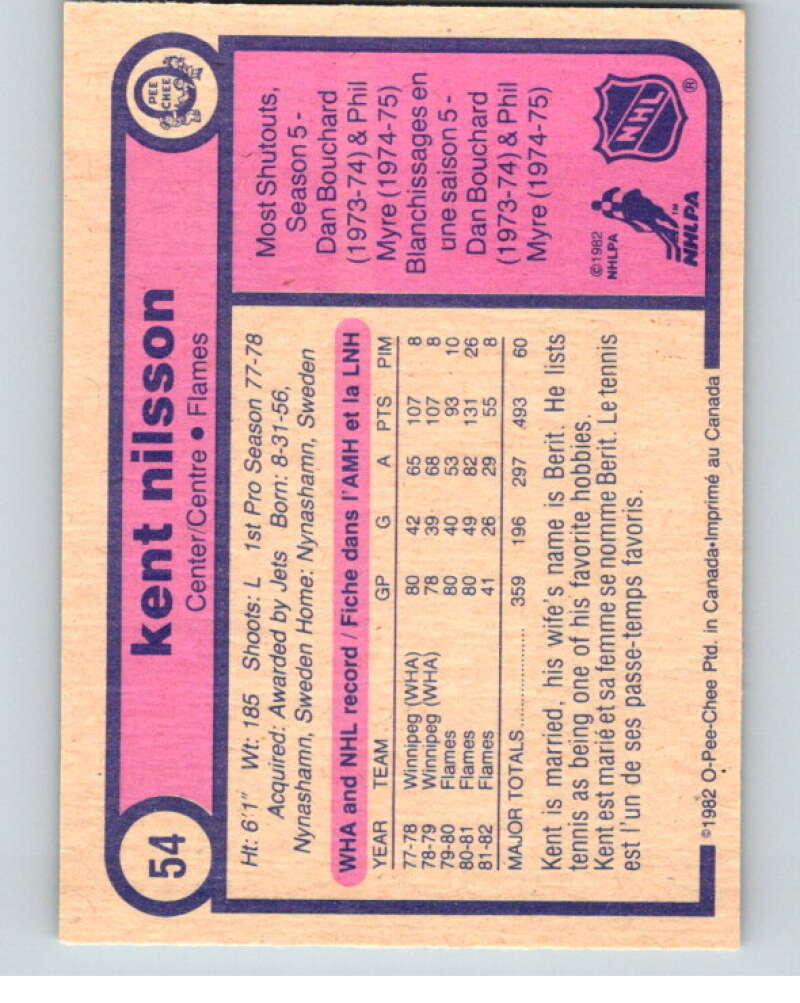 54
kent nilsson
Center/Centre • Flames
O PEE CHEE
Ht: 6'1" Wt: 185 Shoots: L 1st Pro Season 77-78
Acquired: Awarded by Jets Born: 8-31-56,
Nynashamn, Sweden Home: Nynashamn, Sweden
WHA and NHL record / Fiche dans l'AMH et la LNH
YEAR TEAM GP G A PTS PIM
77-78 Winnipeg (WHA) 80 42 65 107 8
78-79 Winnipeg (WHA) 78 39 68 107 8
79-80 Flames 80 40 53 93 10
80-81 Flames 80 49 82 131 26
81-82 Flames 41 26 29 55 8
MAJOR TOTALS.................. 359 196 297 493 60
Kent is married, his wife's name is Berit. He lists
tennis as being one of his favorite hobbies.
Kent est marié et sa femme se nomme Berit. Le tennis
est l'un de ses passe-temps favoris.
Most Shutouts,
Season 5 -
Dan Bouchard
(1973-74) & Phil
Myre (1974-75)
Blanchissages en
une saison 5 -
Dan Bouchard
(1973-74) & Phil
Myre (1974-75)
©1982
NHLPA
NHL ®
NHLPA ™
©1982 O-Pee-Chee Ptd. in Canada•Imprimé au Canada